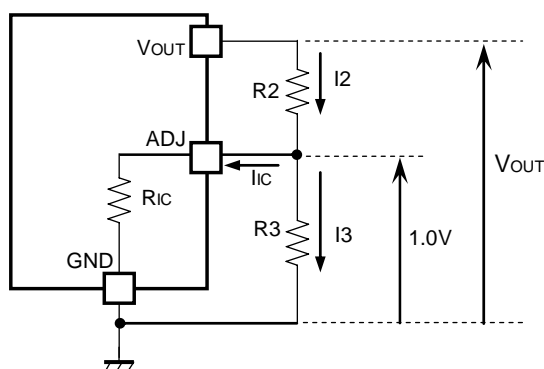 VOUT
R2
I2
ADJ
IIC
RIC
R3
I3
1.0V
VOUT
GND